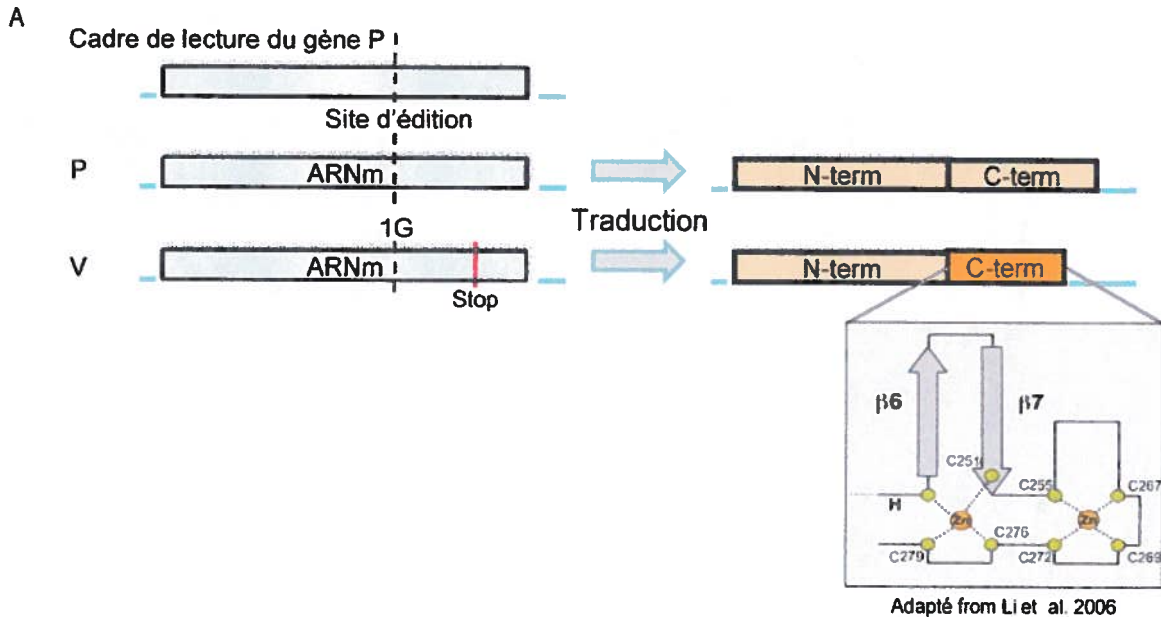 A
Cadre de lecture du gène P
Site d'édition
P
ARNm
N-term
C-term
1G
Traduction
V
ARNm
N-term
C-term
Stop
β6
β7
C251
C255
C267
H
Zn
Zn
C279
C276
C272
C269
Adapté from Li et al. 2006